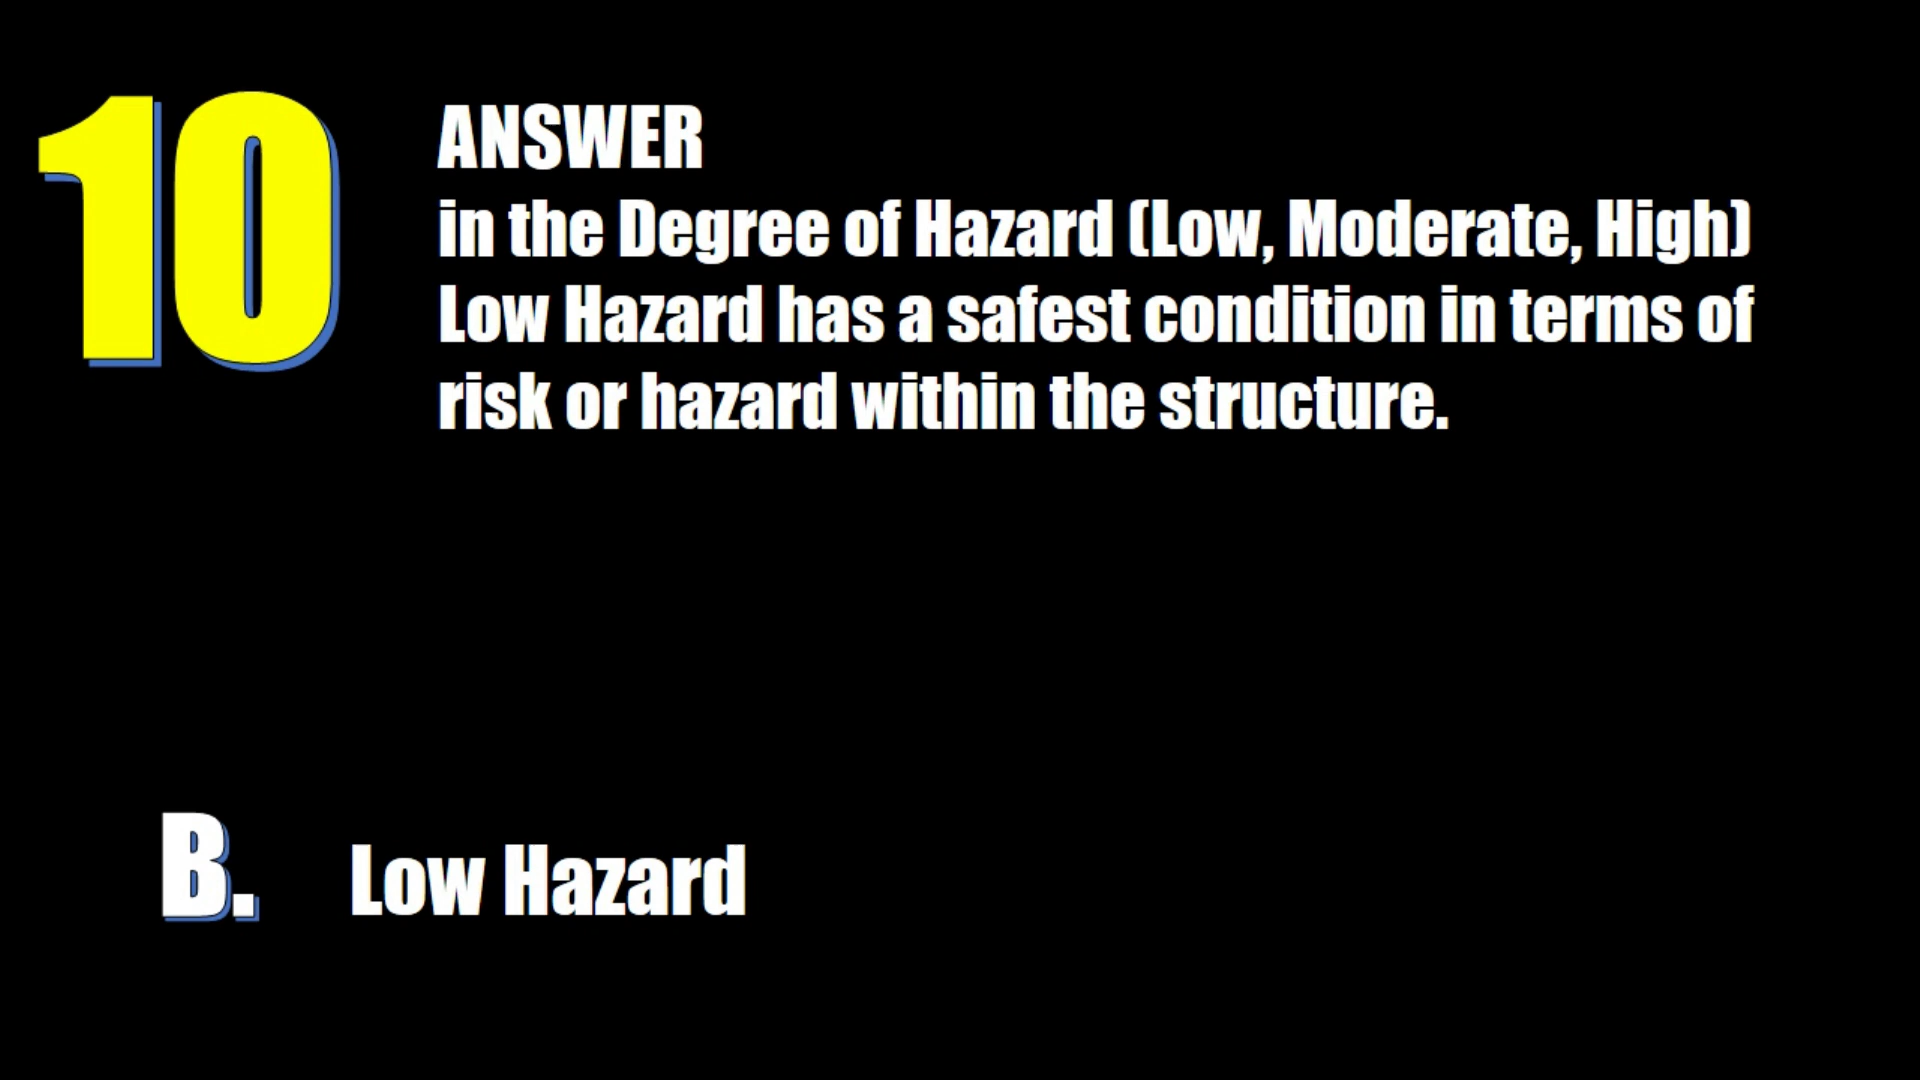 10
ANSWER
in the Degree of Hazard (Low, Moderate, High)
Low Hazard has a safest condition in terms of
risk or hazard within the structure.
B. Low Hazard